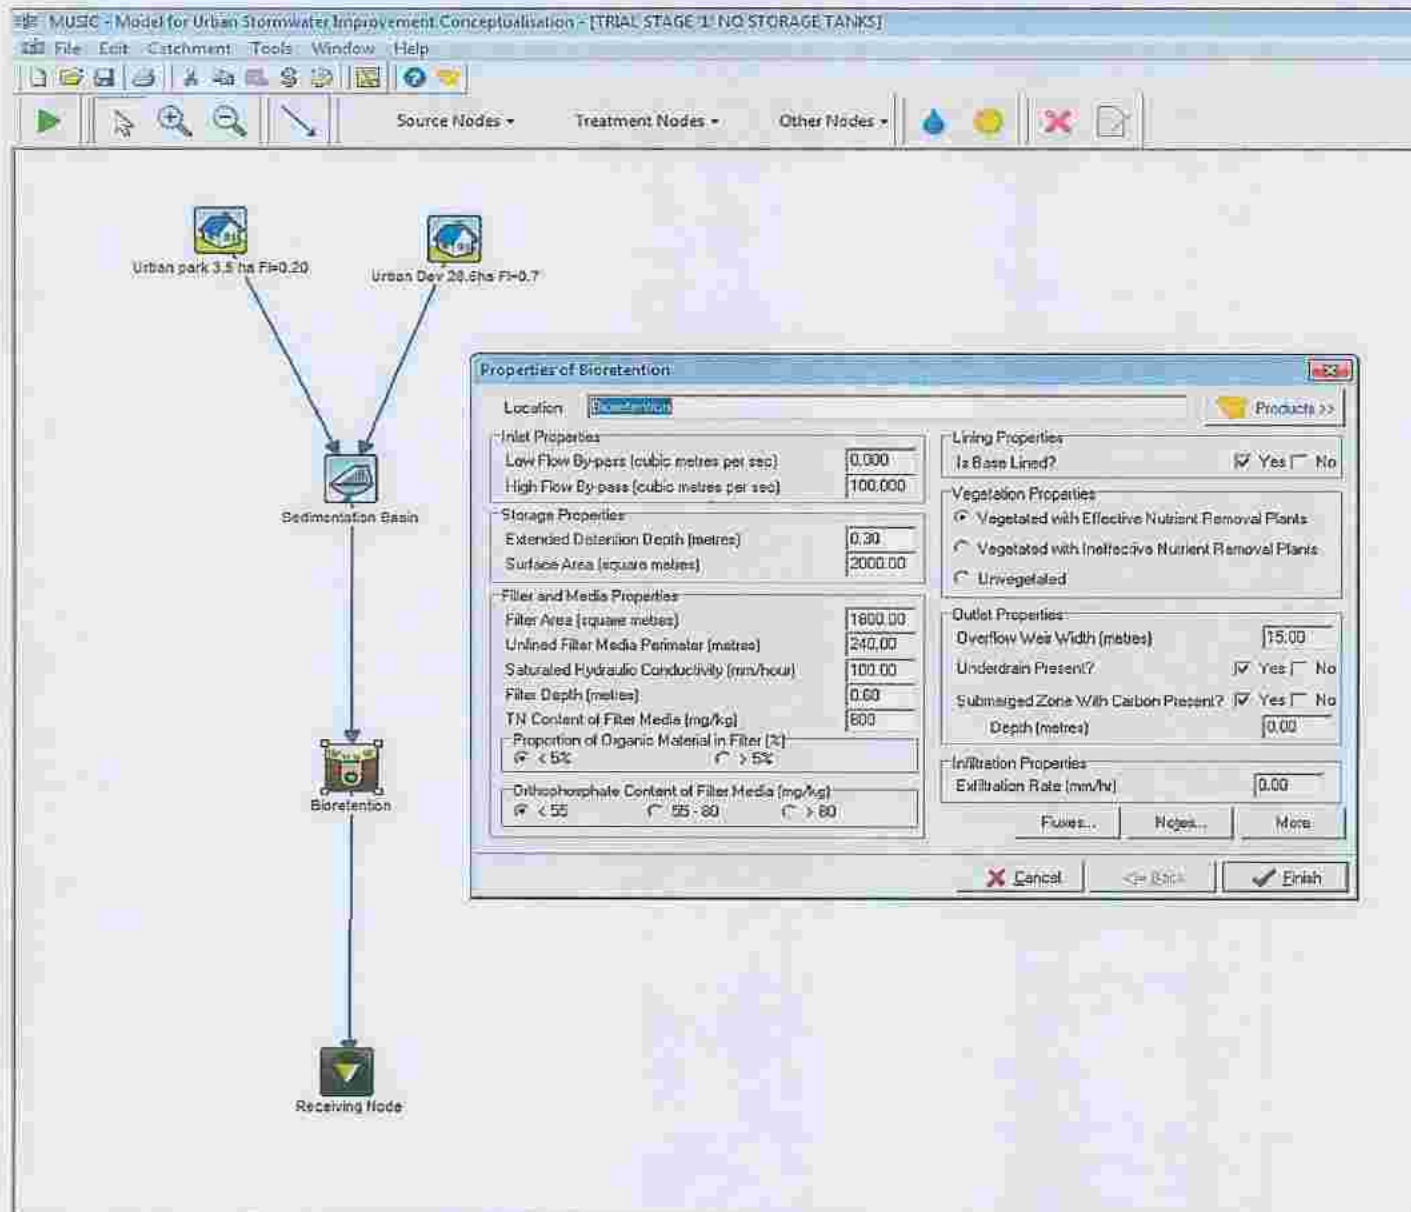 MUSIC - Model for Urban Stormwater Improvement Conceptualisation - [TRIAL STAGE '1' NO STORAGE TANKS]
File Edit Catchment Tools Window Help
Source Nodes Treatment Nodes Other Nodes
Urban park 3.5 ha FI=0.20
Urban Dev 28.6ha FI=0.7
Sedimentation Basin
Bioretention
Receiving Node
Properties of Bioretention
Location Bioretention Products >>
Inlet Properties
Low Flow By-pass (cubic metres per sec) 0.000
High Flow By-pass (cubic metres per sec) 100.000
Storage Properties
Extended Detention Depth (metres) 0.30
Surface Area (square metres) 2000.00
Filter and Media Properties
Filter Area (square metres) 1800.00
Unlined Filter Media Perimeter (metres) 240.00
Saturated Hydraulic Conductivity (mm/hour) 100.00
Filter Depth (metres) 0.60
TN Content of Filter Media (mg/kg) 800
Proportion of Organic Material in Filter (%)
< 5% > 5%
Orthophosphate Content of Filter Media (mg/kg)
< 55 55 - 80 > 80
Lining Properties
Is Base Lined? Yes No
Vegetation Properties
Vegetated with Effective Nutrient Removal Plants
Vegetated with Ineffective Nutrient Removal Plants
Unvegetated
Outlet Properties
Overflow Weir Width (metres) 15.00
Underdrain Present? Yes No
Submerged Zone With Carbon Present? Yes No
Depth (metres) 0.00
Infiltration Properties
Exfiltration Rate (mm/hr) 0.00
Fluxes... Notes... More
Cancel <= Back Finish